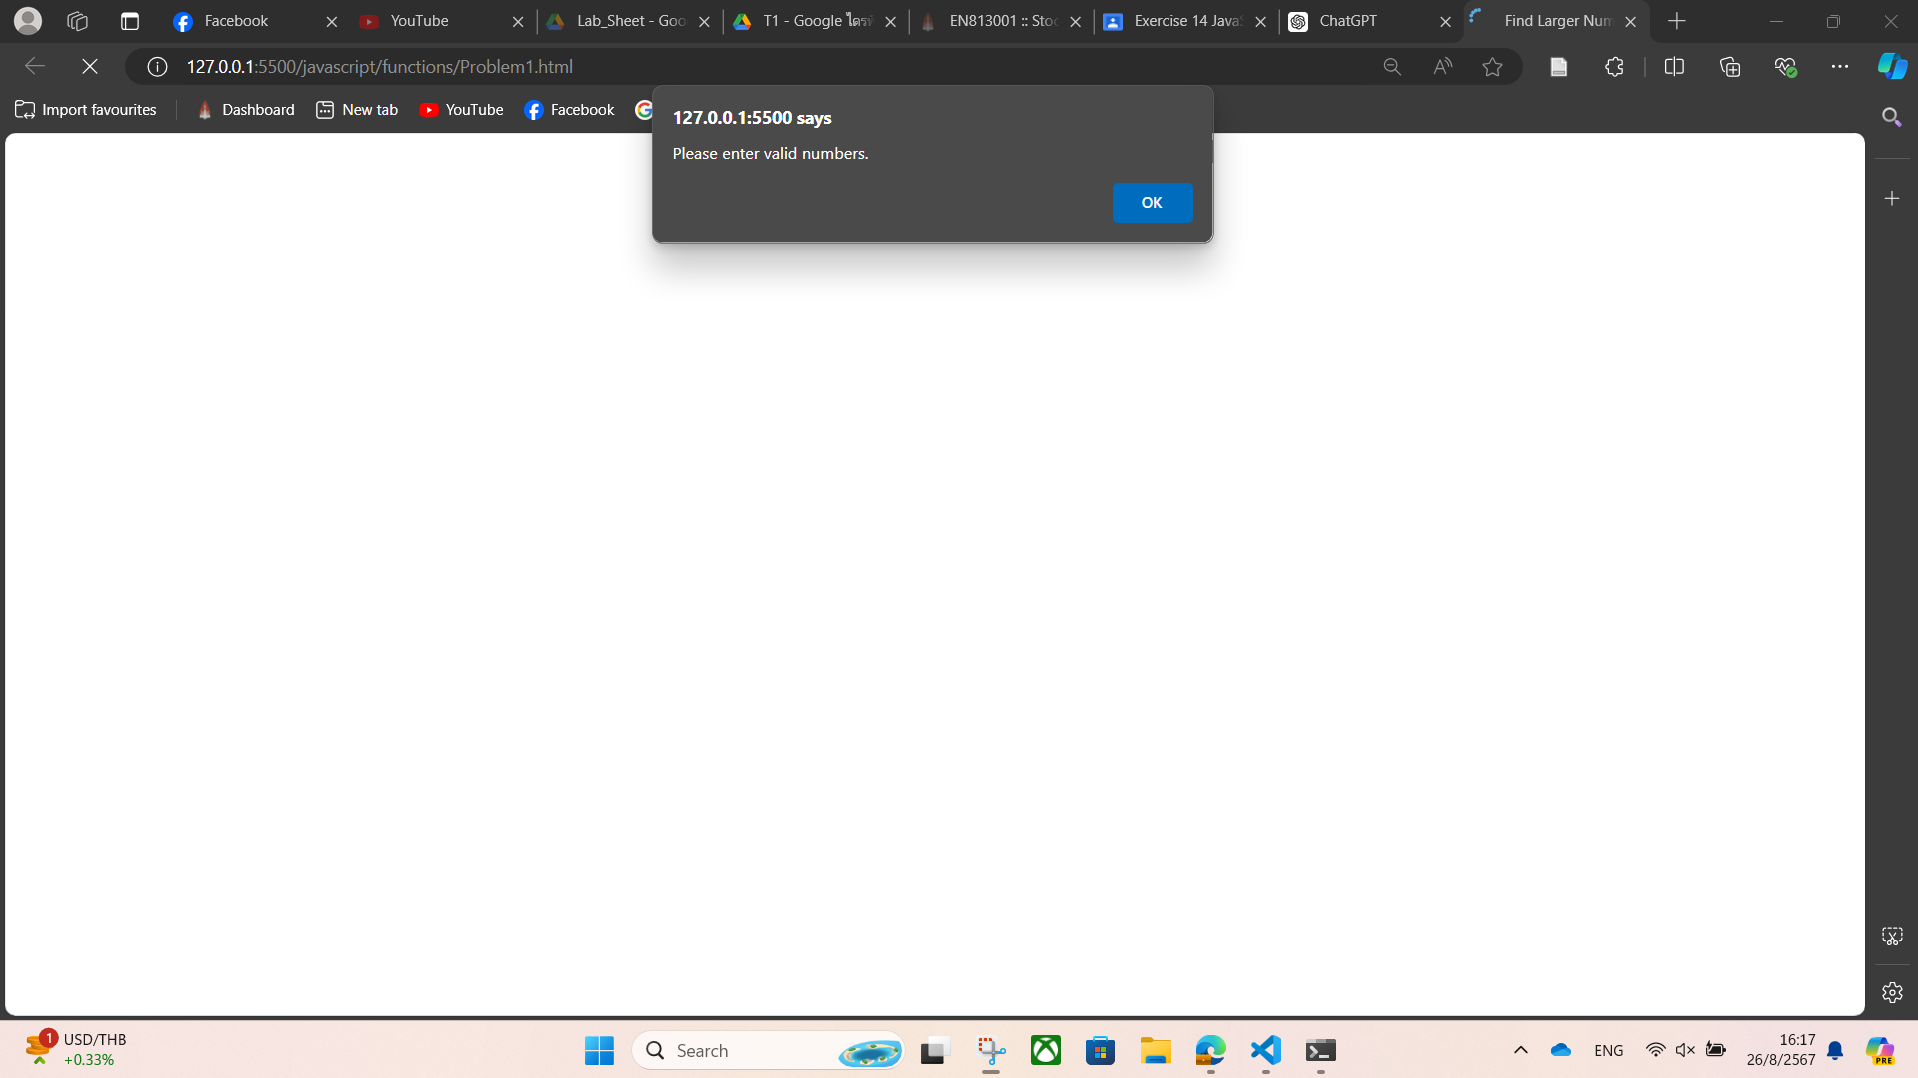 Facebook
YouTube
Lab_Sheet - Goo
T1 - Google ไดรฟ์
EN813001 :: Stoc
Exercise 14 JavaS
ChatGPT
Find Larger Num
127.0.0.1:5500/javascript/functions/Problem1.html
Import favourites
Dashboard
New tab
YouTube
Facebook
127.0.0.1:5500 says
Please enter valid numbers.
OK
1
USD/THB
+0.33%
Search
ENG
16:17
26/8/2567
PRE